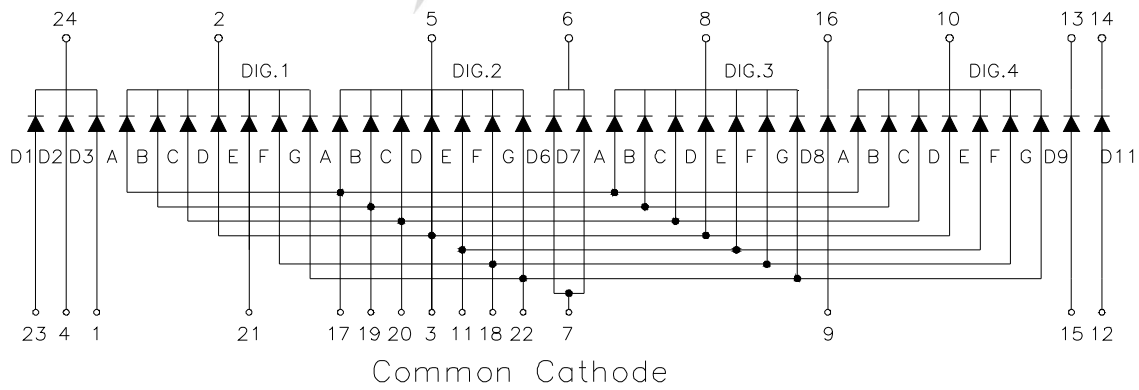 24 2 5 6 8 16 10 13 14
DIG.1 DIG.2 DIG.3 DIG.4
D1 D2 D3 A B C D E F G A B C D E F G D6 D7 A B C D E F G D8 A B C D E F G D9 D11
23 4 1 21 17 19 20 3 11 18 22 7 9 15 12
Common Cathode